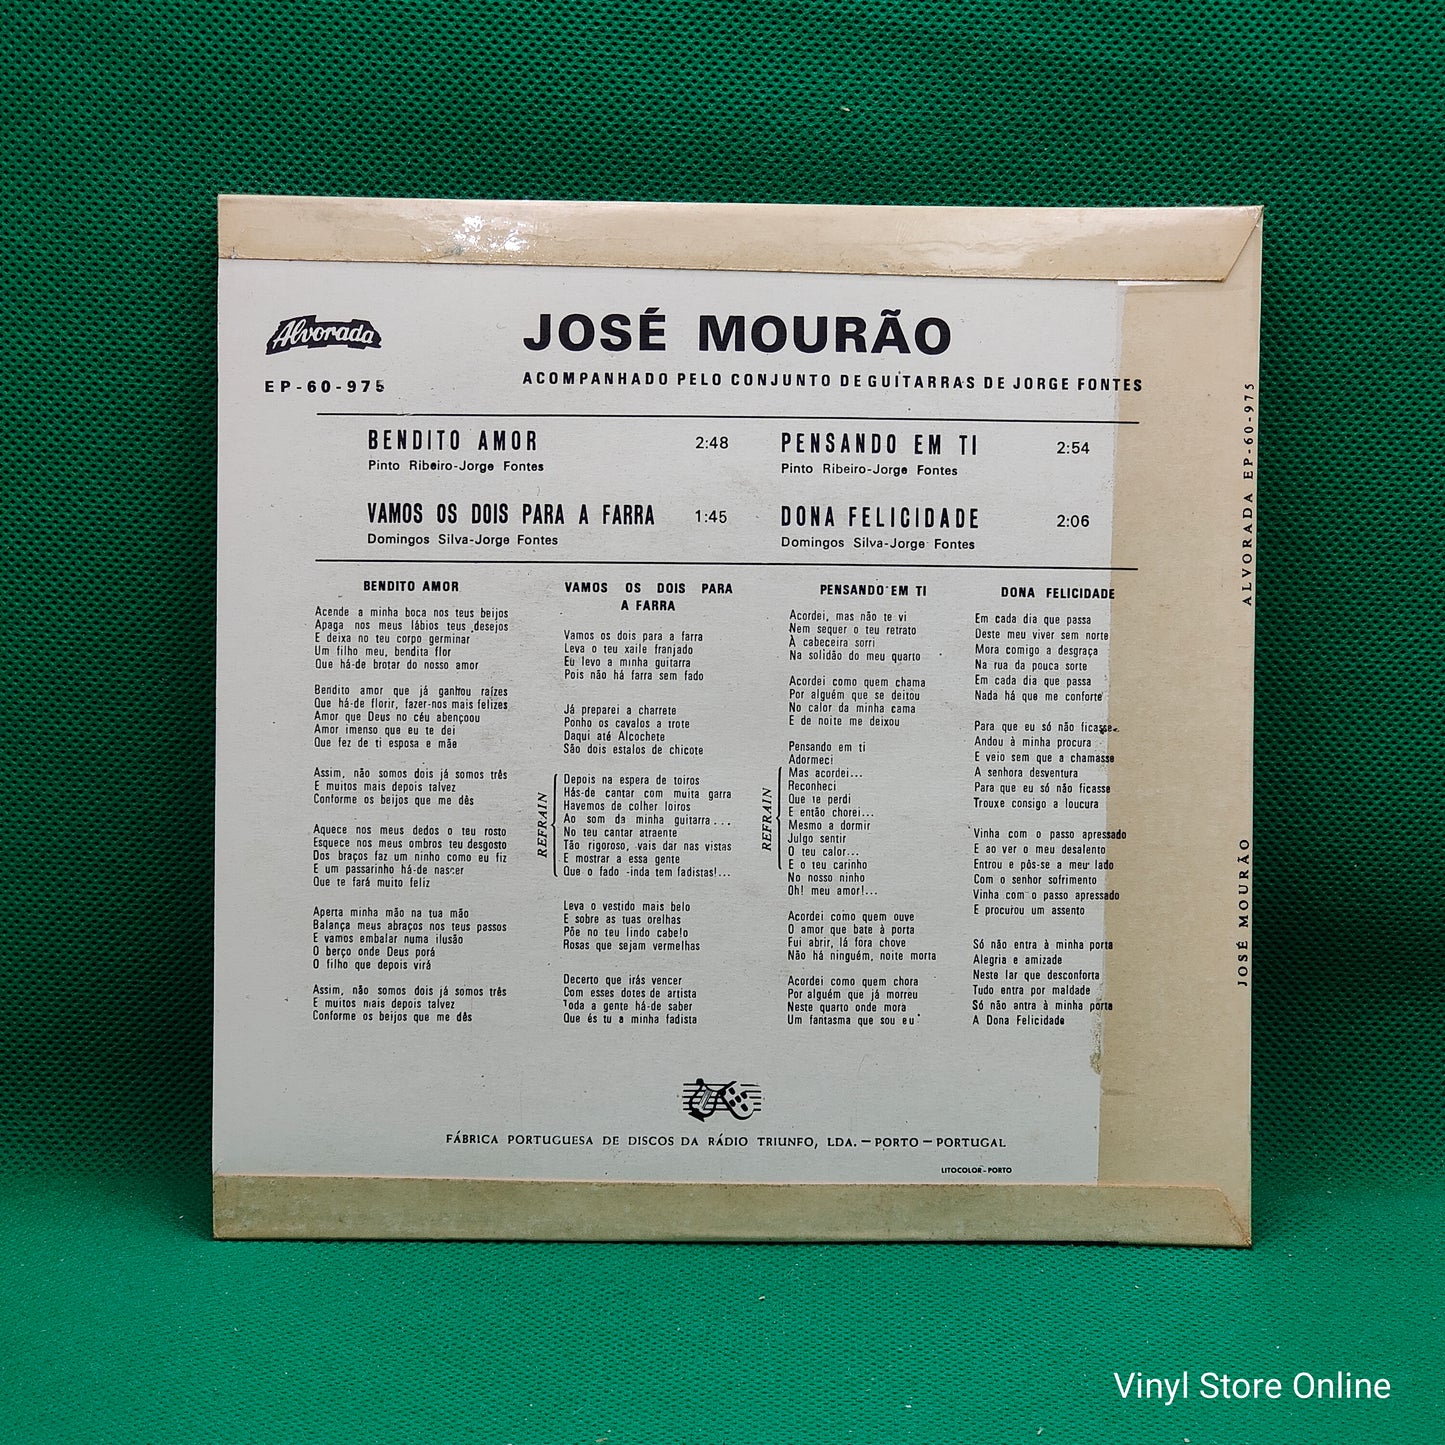 Alvorada
EP-60-975
JOSÉ MOURÃO
ACOMPANHADO PELO CONJUNTO DE GUITARRAS DE JORGE FONTES
BENDITO AMOR 2:48
Pinto Ribeiro-Jorge Fontes
VAMOS OS DOIS PARA A FARRA 1:45
Domingos Silva-Jorge Fontes
PENSANDO EM TI 2:54
Pinto Ribeiro-Jorge Fontes
DONA FELICIDADE 2:06
Domingos Silva-Jorge Fontes
BENDITO AMOR
Acende a minha boca nos teus beijos
Apaga nos meus lábios teus desejos
E deixa no teu corpo germinar
Um filho meu, bendita flor
Que há-de brotar do nosso amor
Bendito amor que já ganhou raízes
Que há-de florir, fazer-nos mais felizes
Amor que Deus no céu abençoou
Amor imenso que eu te dei
Que fez de ti esposa e mãe
Assim, não somos dois já somos três
E muitos mais depois talvez
Conforme os beijos que me dês
Aquece nos meus dedos o teu rosto
Esquece nos meus ombros teu desgosto
Dos braços faz um ninho como eu fiz
E um passarinho há-de nascer
Que te fará muito feliz
Aperta minha mão na tua mão
Balança meus abraços nos teus passos
E vamos embalar numa ilusão
O berço onde Deus porá
O filho que depois virá
Assim, não somos dois já somos três
E muitos mais depois talvez
Conforme os beijos que me dês
VAMOS OS DOIS PARA
A FARRA
Vamos os dois para a farra
Leva o teu xaile franjado
Eu levo a minha guitarra
Pois não há farra sem fado
Já preparei a charrete
Ponho os cavalos a trote
Daqui até Alcochete
São dois estalos de chicote
REFRAIN
Depois na espera de toiros
Hás-de cantar com muita garra
Havemos de colher loiros
Ao som da minha guitarra...
No teu cantar atraente
Tão rigoroso, vais dar nas vistas
E mostrar a essa gente
Que o fado -inda tem fadistas!...
Leva o vestido mais belo
E sobre as tuas orelhas
Põe no teu lindo cabelo
Rosas que sejam vermelhas
Decerto que irás vencer
Com esses dotes de artista
Toda a gente há-de saber
Que és tu a minha fadista
PENSANDO EM TI
Acordei, mas não te vi
Nem sequer o teu retrato
À cabeceira sorri
Na solidão do meu quarto
Acordei como quem chama
Por alguém que se deitou
No calor da minha cama
E de noite me deixou
REFRAIN
Pensando em ti
Adormeci
Mas acordei...
Reconheci
Que te perdi
E então chorei...
Mesmo a dormir
Julgo sentir
O teu calor...
E o teu carinho
No nosso ninho
Oh! meu amor!...
Acordei como quem ouve
O amor que bate à porta
Fui abrir, lá fora chove
Não há ninguém, noite morta
Acordei como quem chora
Por alguém que já morreu
Neste quarto onde mora
Um fantasma que sou eu
DONA FELICIDADE
Em cada dia que passa
Deste meu viver sem norte
Mora comigo a desgraça
Na rua da pouca sorte
Em cada dia que passa
Nada há que me conforte
Para que eu só não ficasse
Andou à minha procura
E veio sem que a chamasse
A senhora desventura
Para que eu só não ficasse
Trouxe consigo a loucura
Vinha com o passo apressado
E ao ver o meu desalento
Entrou e pôs-se a meu lado
Com o senhor sofrimento
Vinha com o passo apressado
E procurou um assento
Só não entra à minha porta
Alegria e amizade
Neste lar que desconforta
Tudo entra por maldade
Só não entra à minha porta
A Dona Felicidade
FÁBRICA PORTUGUESA DE DISCOS DA RÁDIO TRIUNFO, LDA. — PORTO — PORTUGAL
LITOCOLOR-PORTO
JOSÉ MOURÃO
ALVORADA EP-60-975
Vinyl Store Online